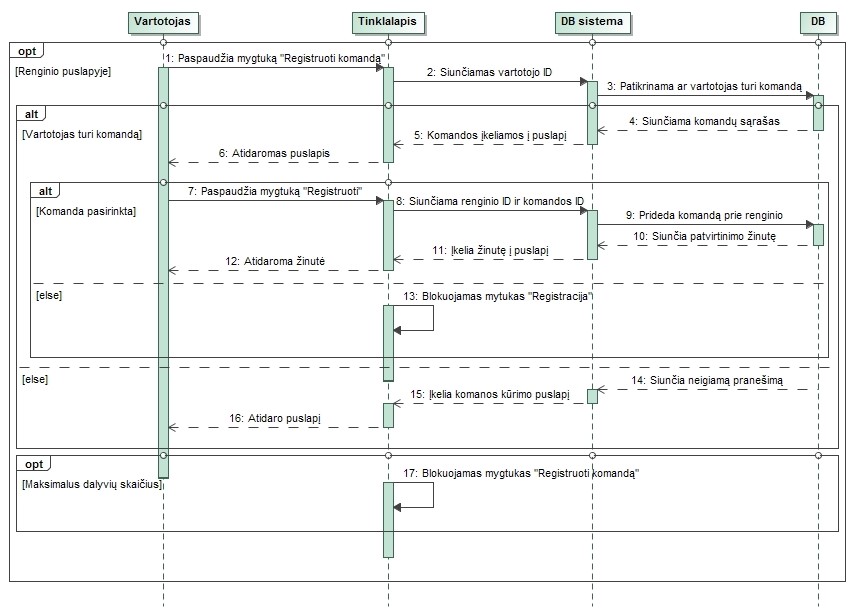 Vartotojas
Tinklalapis
DB sistema
DB
opt
[Renginio puslapyje]
1: Paspaudžia mygtuką "Registruoti komandą"
2: Siunčiamas vartotojo ID
3: Patikrinama ar vartotojas turi komandą
alt
[Vartotojas turi komandą]
4: Siunčiama komandų sąrašas
5: Komandos įkeliamos į puslapį
6: Atidaromas puslapis
alt
[Komanda pasirinkta]
7: Paspaudžia mygtuką "Registruoti"
8: Siunčiama renginio ID ir komandos ID
9: Prideda komandą prie renginio
10: Siunčia patvirtinimo žinutę
11: Įkelia žinutę į puslapį
12: Atidaroma žinutė
[else]
13: Blokuojamas mytukas "Registracija"
[else]
14: Siunčia neigiamą pranešimą
15: Įkelia komanos kūrimo puslapį
16: Atidaro puslapį
opt
[Maksimalus dalyvių skaičius]
17: Blokuojamas mygtukas "Registruoti komandą"